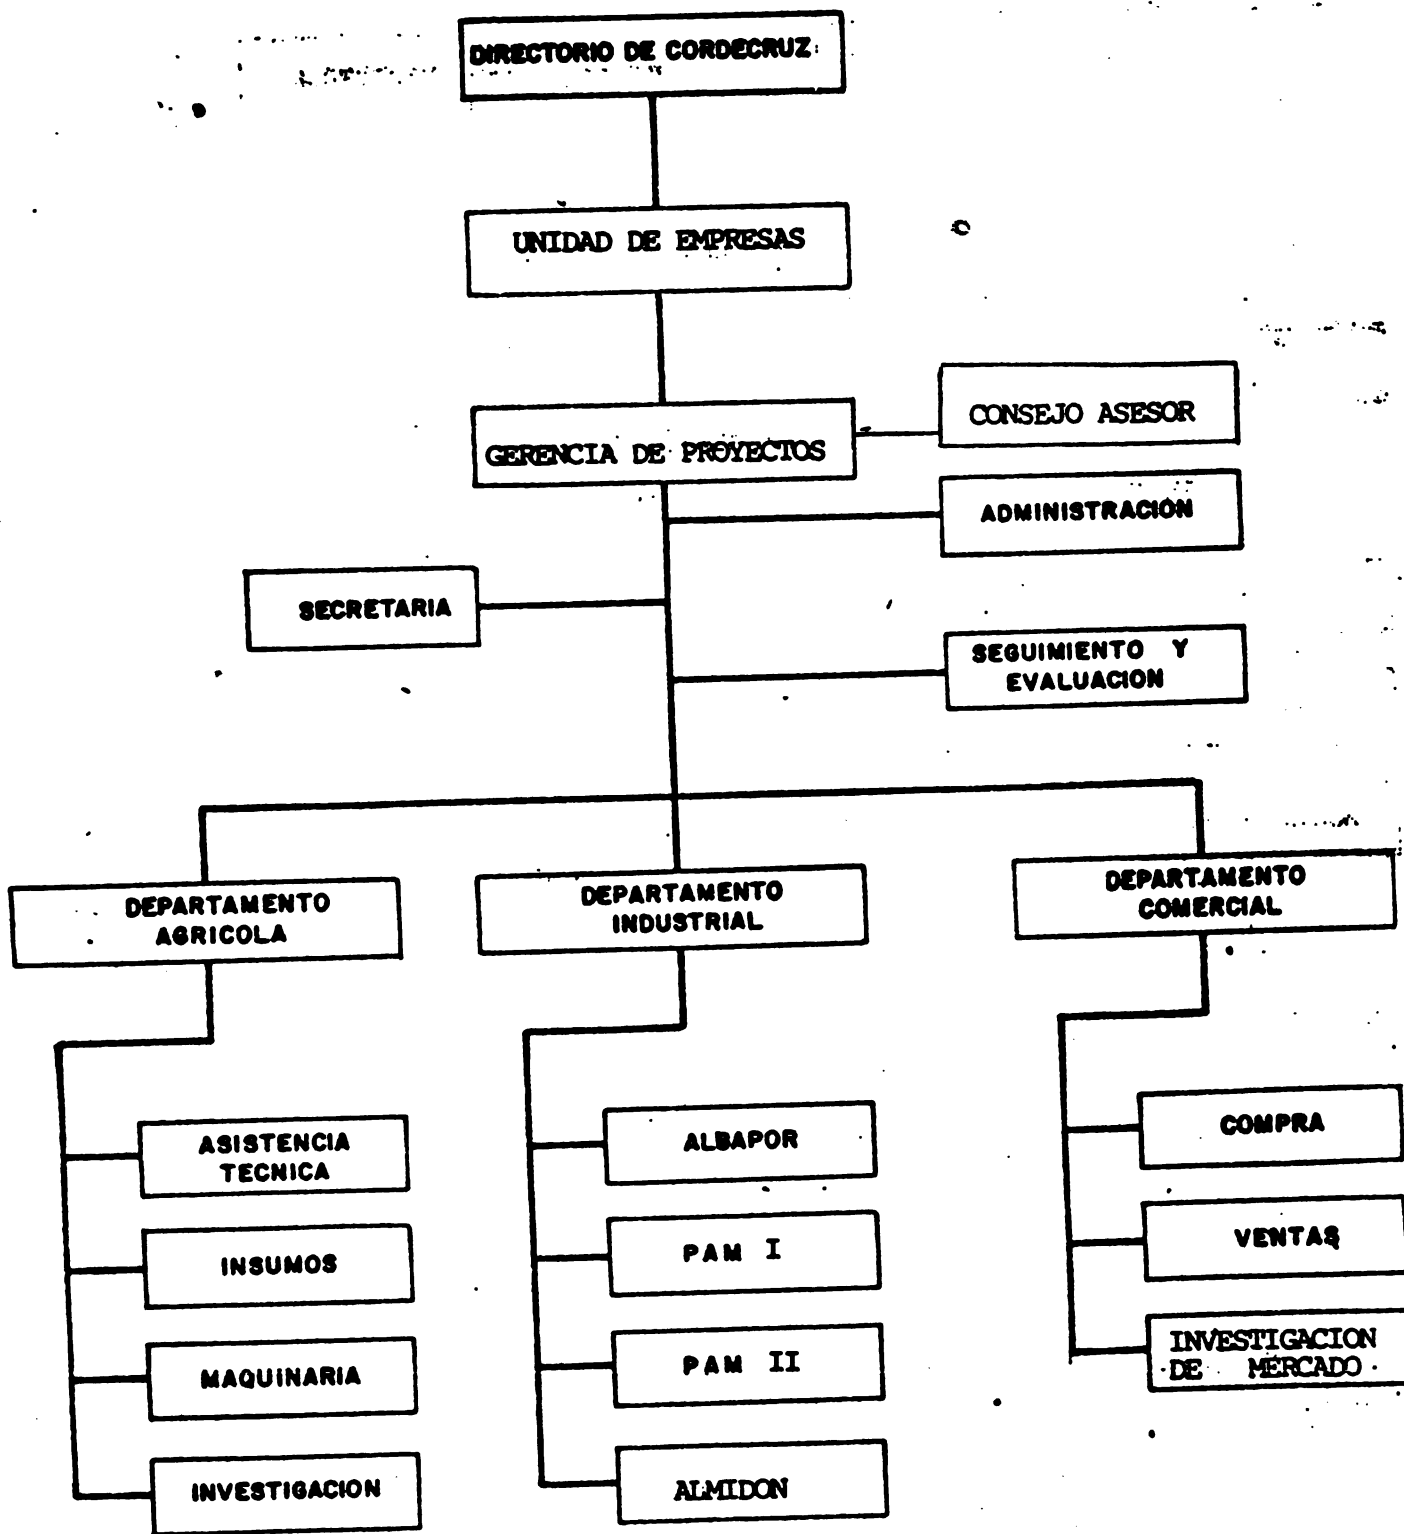 DIRECTORIO DE CORDECRUZ
UNIDAD DE EMPRESAS
GERENCIA DE PROYECTOS
CONSEJO ASESOR
ADMINISTRACION
SECRETARIA
SEGUIMIENTO Y
EVALUACION
DEPARTAMENTO
AGRICOLA
DEPARTAMENTO
INDUSTRIAL
DEPARTAMENTO
COMERCIAL
ASISTENCIA
TECNICA
INSUMOS
MAQUINARIA
INVESTIGACION
ALBAPOR
PAM I
PAM II
ALMIDON
COMPRA
VENTAS
INVESTIGACION
DE MERCADO